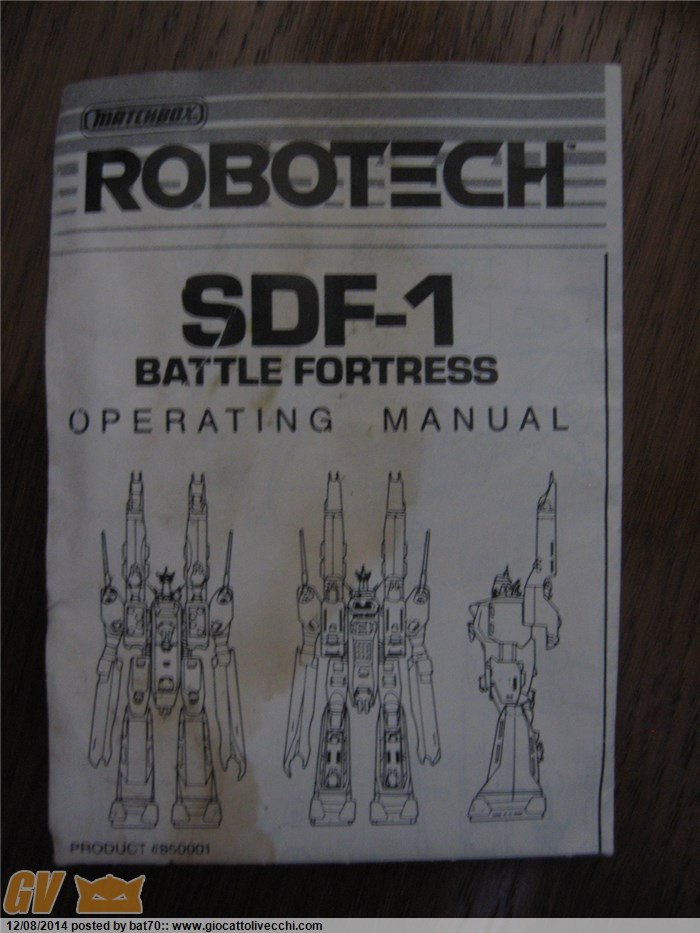 MATCHBOX
ROBOTECH™
SDF-1
BATTLE FORTRESS
OPERATING MANUAL
PRODUCT #850001
GV
12/08/2014 posted by bat70:: www.giocattolivecchi.com